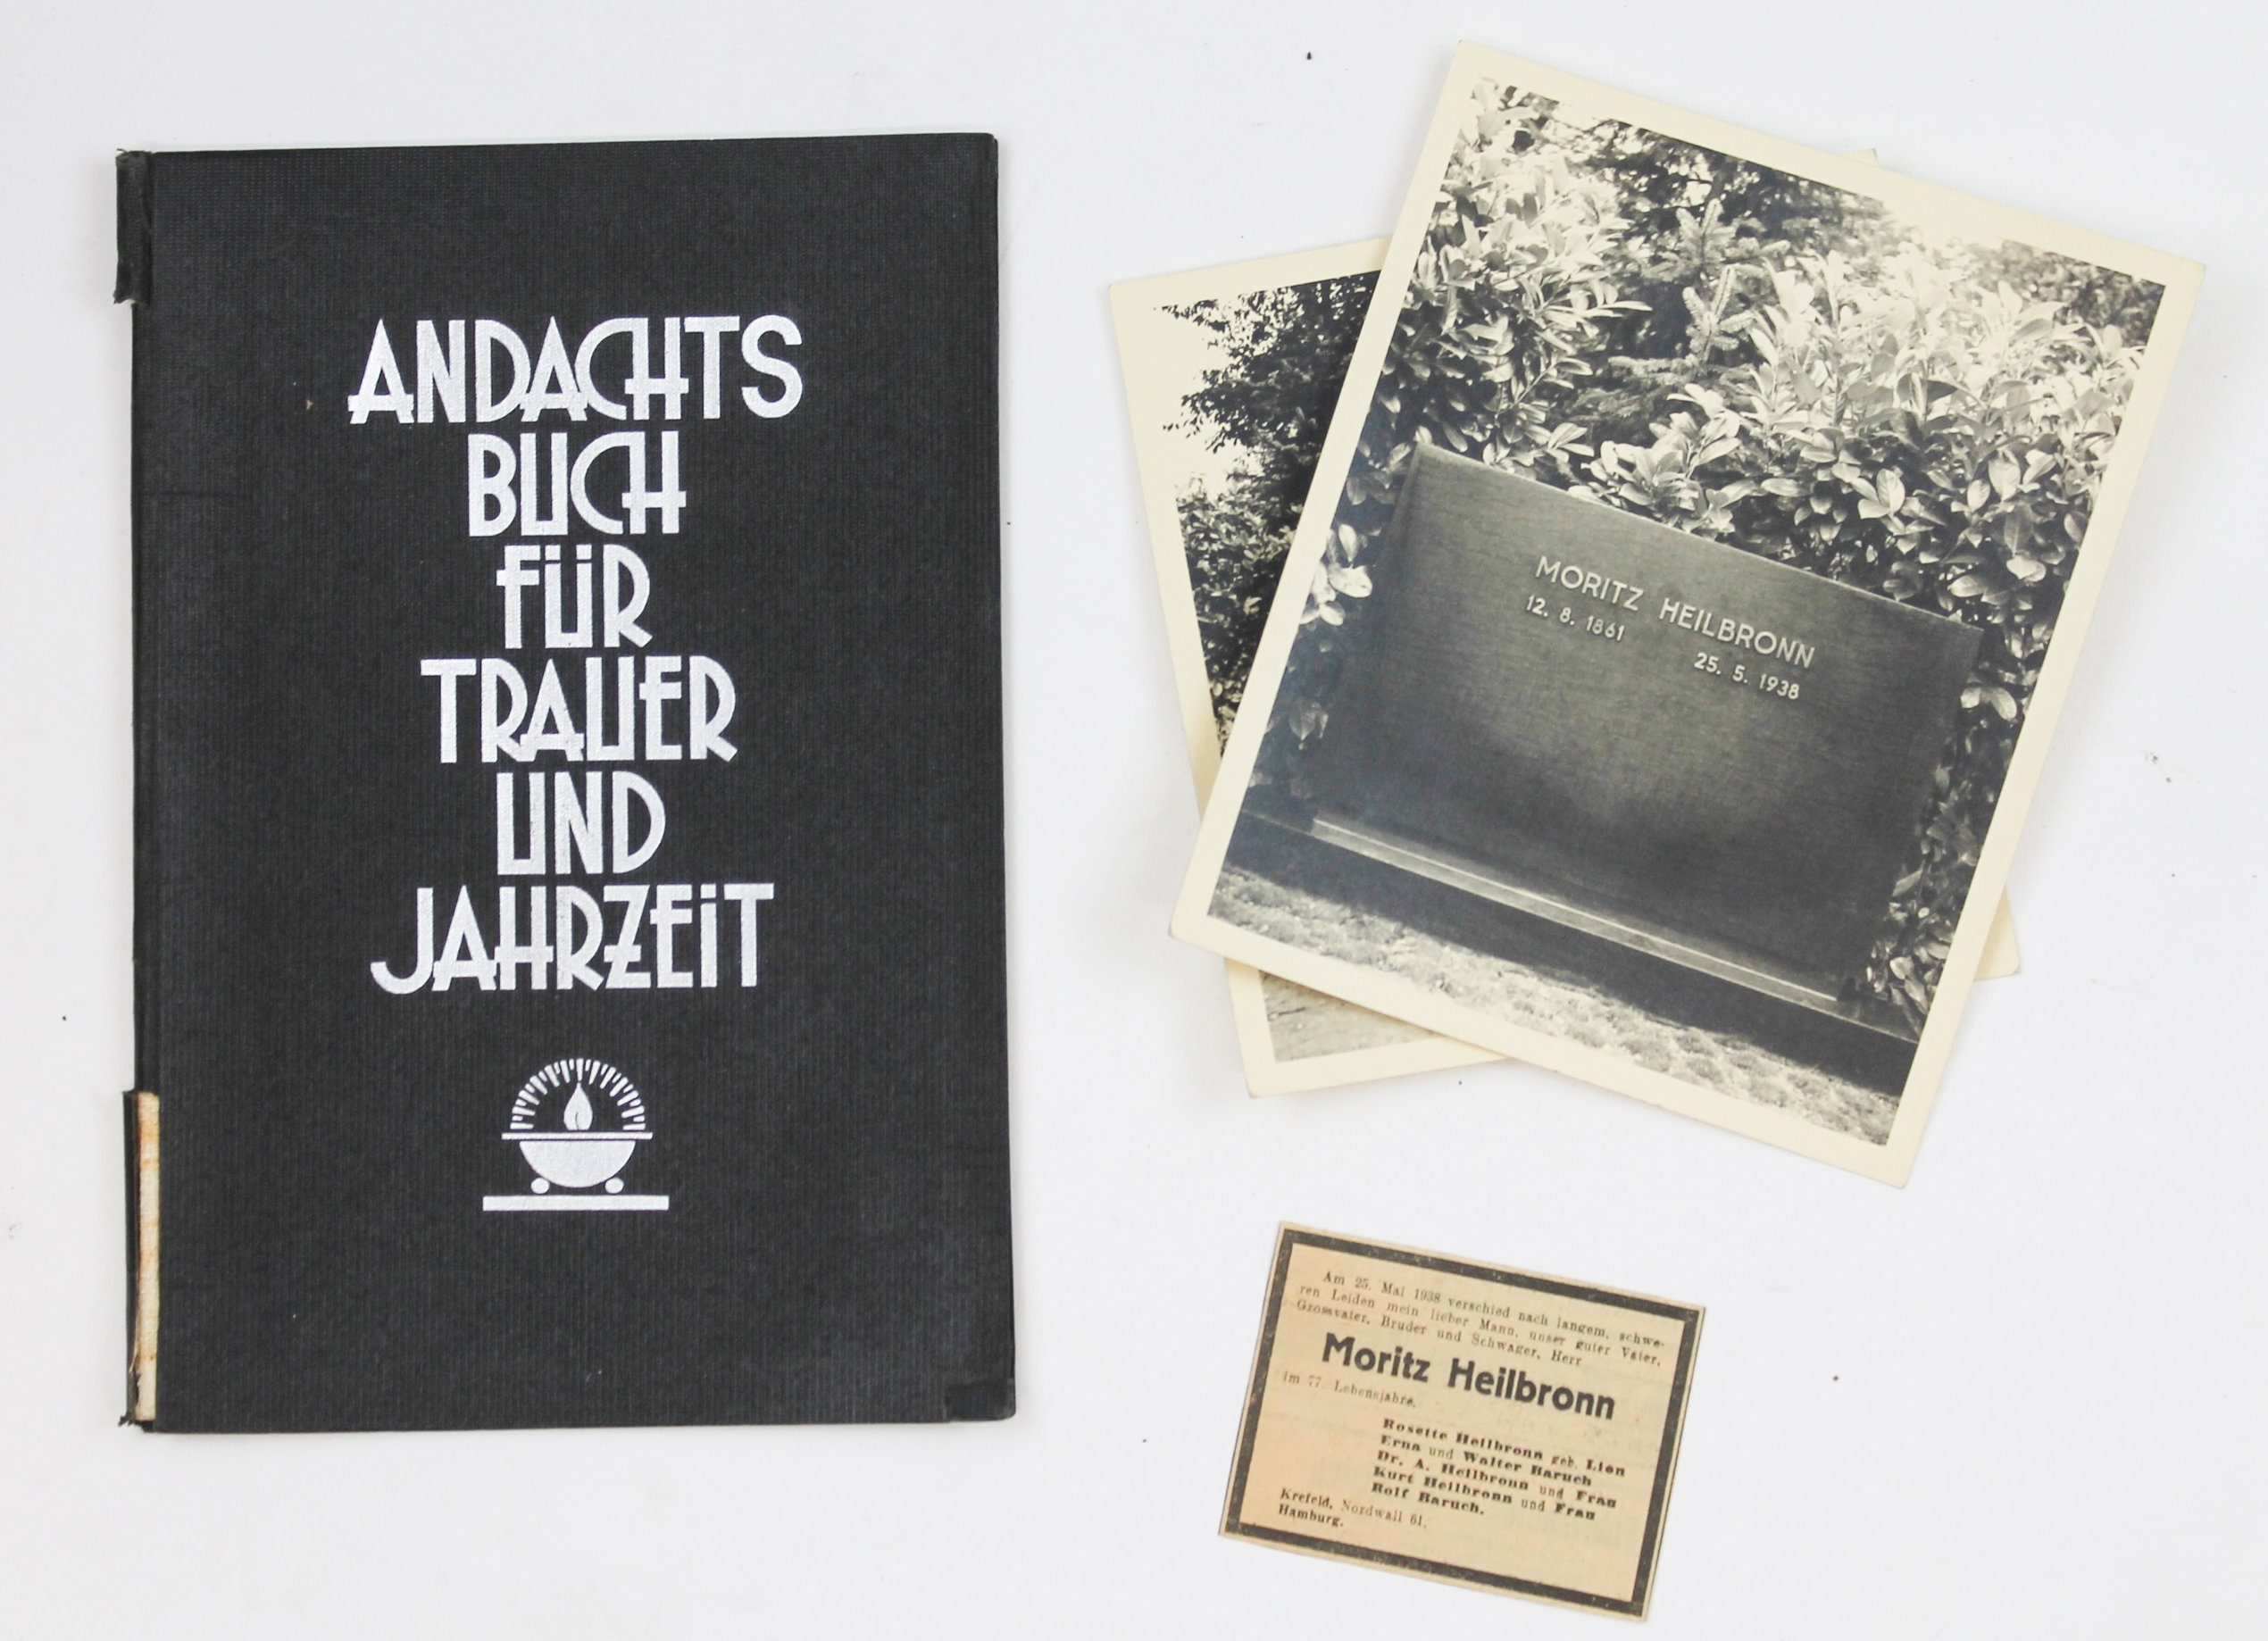 ANDACHTS
BUCH
FÜR
TRAUER
UND
JAHRZEiT
MORITZ HEILBRONN
12. 8. 1861 25. 5. 1938
Am 25. Mai 1938 verschied nach langem, schwe-
ren Leiden mein lieber Mann, unser guter Vater,
Grossvater, Bruder und Schwager, Herr
Moritz Heilbronn
im 77. Lebensjahre.
Rosette Heilbronn geb. Lion
Erna und Walter Baruch
Dr. A. Heilbronn und Frau
Kurt Heilbronn und Frau
Rolf Baruch.
Krefeld, Nordwall 61,
Hamburg.